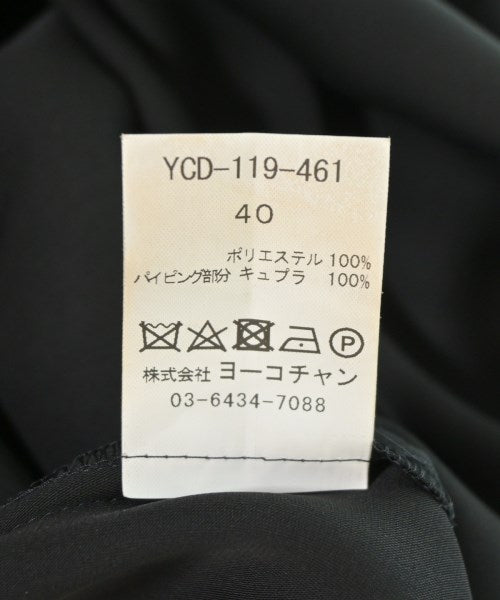 YCD-119-461
40
ポリエステル 100%
パイピング部分 キュプラ 100%
P
株式会社 ヨーコチャン
03-6434-7088